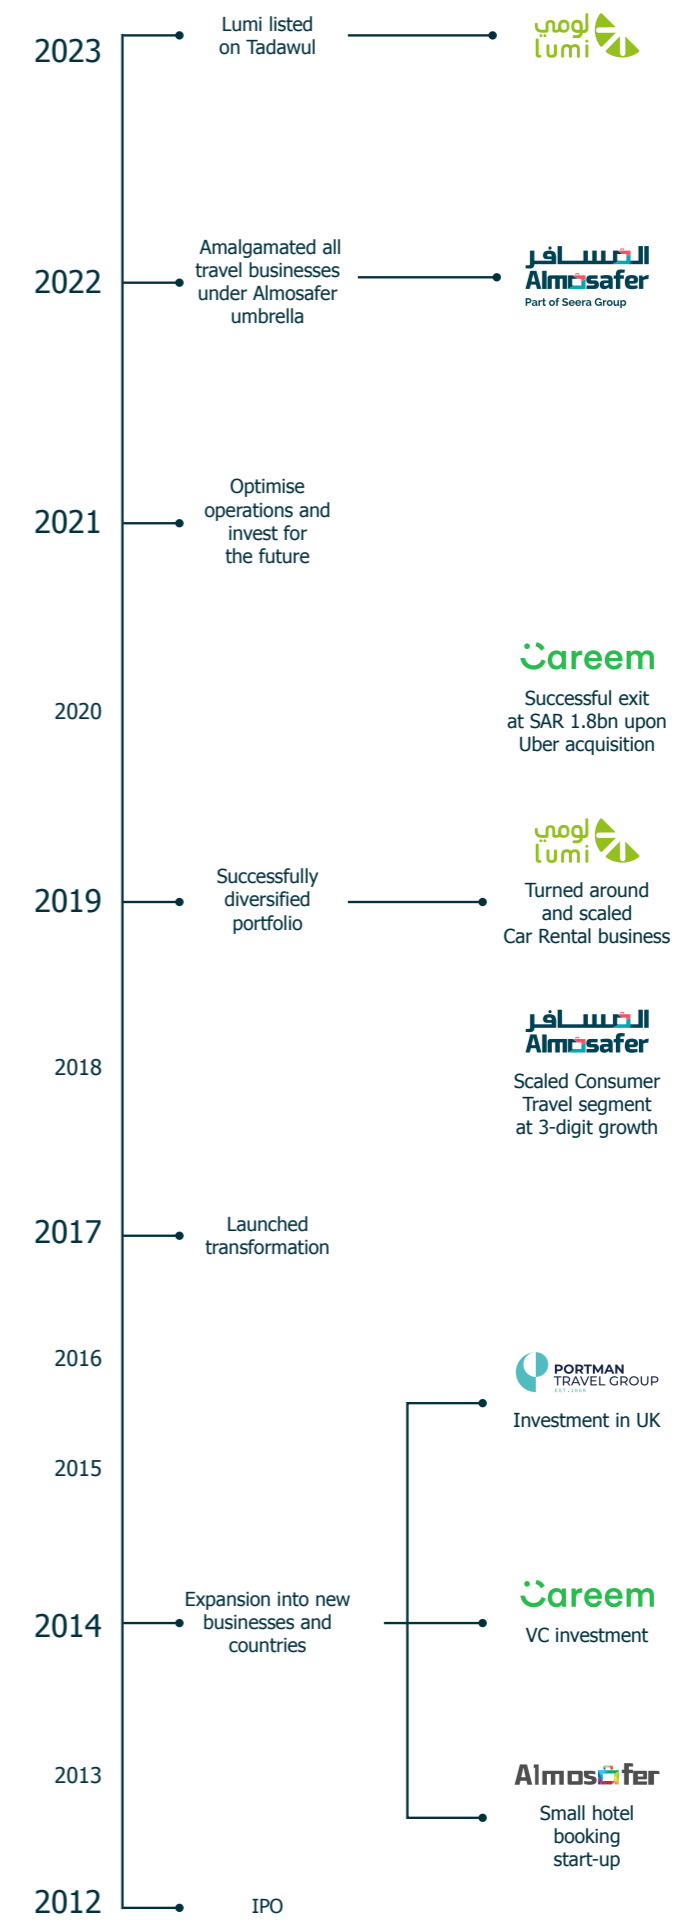 2023
Lumi listed
on Tadawul
لومي
lumi
2022
Amalgamated all
travel businesses
under Almosafer
umbrella
المسافر
Almosafer
Part of Seera Group
2021
Optimise
operations and
invest for
the future
2020
Careem
Successful exit
at SAR 1.8bn upon
Uber acquisition
2019
Successfully
diversified
portfolio
لومي
lumi
Turned around
and scaled
Car Rental business
2018
المسافر
Almosafer
Scaled Consumer
Travel segment
at 3-digit growth
2017
Launched
transformation
2016
PORTMAN
TRAVEL GROUP
EST.1968
Investment in UK
2015
2014
Expansion into new
businesses and
countries
Careem
VC investment
2013
Almosafer
Small hotel
booking
start-up
2012
IPO